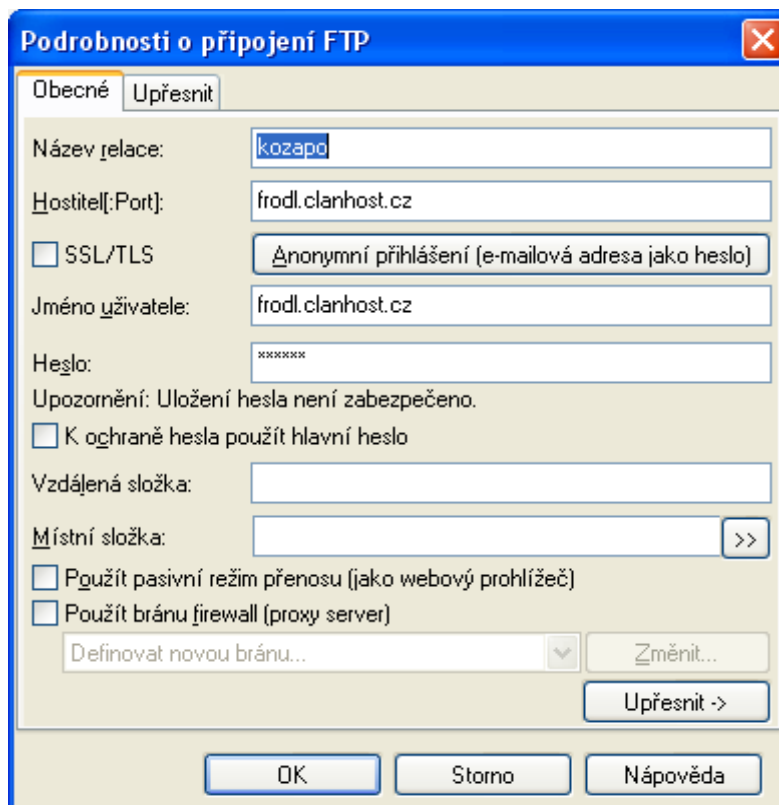 Podrobnosti o připojení FTP
Obecné Upřesnit
Název relace: kozapo
Hostitel[:Port]: frodl.clanhost.cz
SSL/TLS Anonymní přihlášení (e-mailová adresa jako heslo)
Jméno uživatele: frodl.clanhost.cz
Heslo: ******
Upozornění: Uložení hesla není zabezpečeno.
K ochraně hesla použít hlavní heslo
Vzdálená složka:
Místní složka: >>
Použít pasivní režim přenosu (jako webový prohlížeč)
Použít bránu firewall (proxy server)
Definovat novou bránu... Změnit...
Upřesnit ->
OK Storno Nápověda